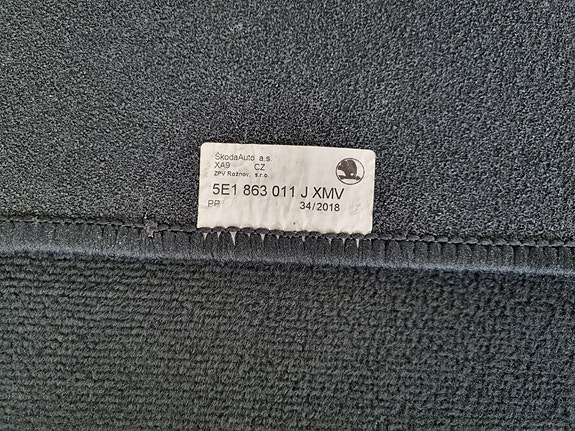 ŠkodaAuto a.s.
XA9 CZ
ZPV Rožnov, s.r.o.
5E1 863 011 J XMV
PP 34/2018